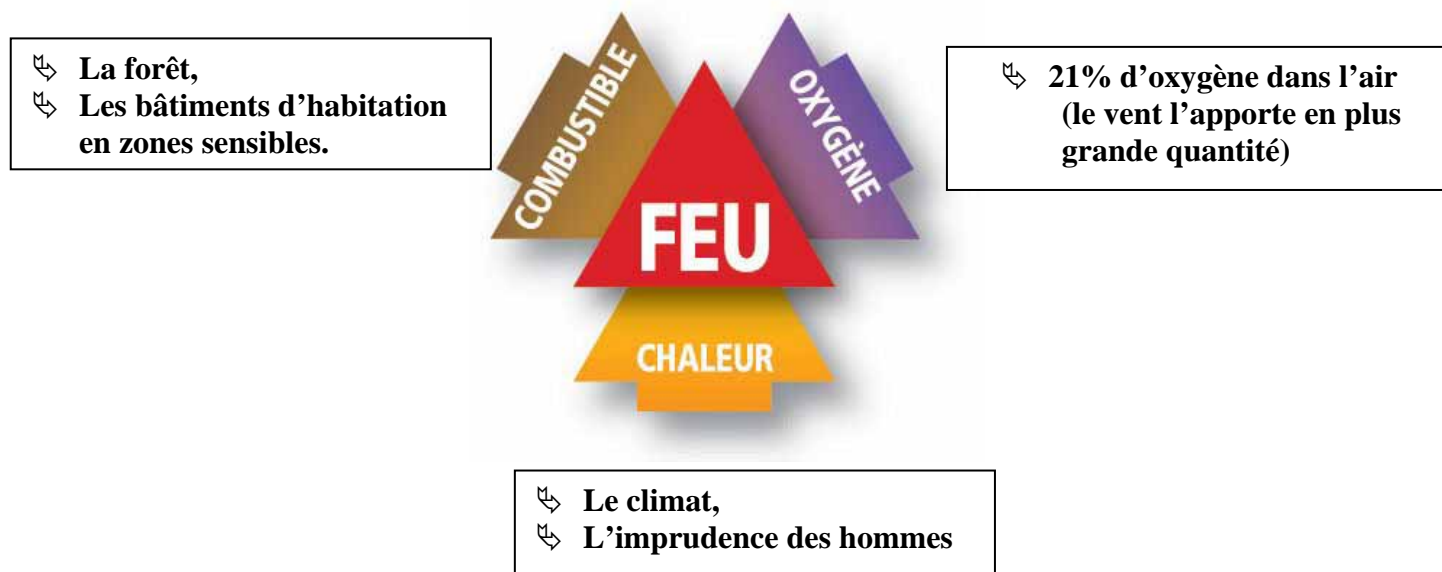 ⮱ La forêt,
⮱ Les bâtiments d’habitation
en zones sensibles.
COMBUSTIBLE
OXYGÈNE
FEU
CHALEUR
⮱ 21% d’oxygène dans l’air
(le vent l’apporte en plus
grande quantité)
⮱ Le climat,
⮱ L’imprudence des hommes